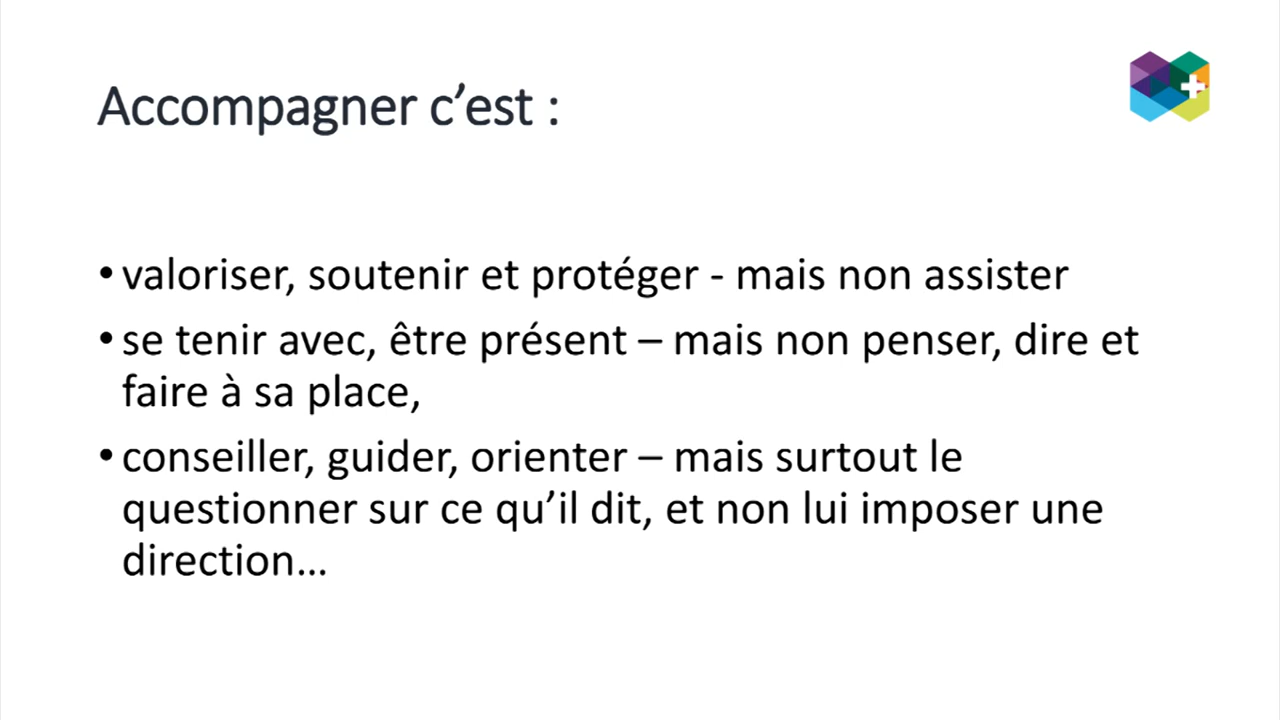 Accompagner c’est :
• valoriser, soutenir et protéger - mais non assister
• se tenir avec, être présent – mais non penser, dire et
faire à sa place,
• conseiller, guider, orienter – mais surtout le
questionner sur ce qu’il dit, et non lui imposer une
direction…